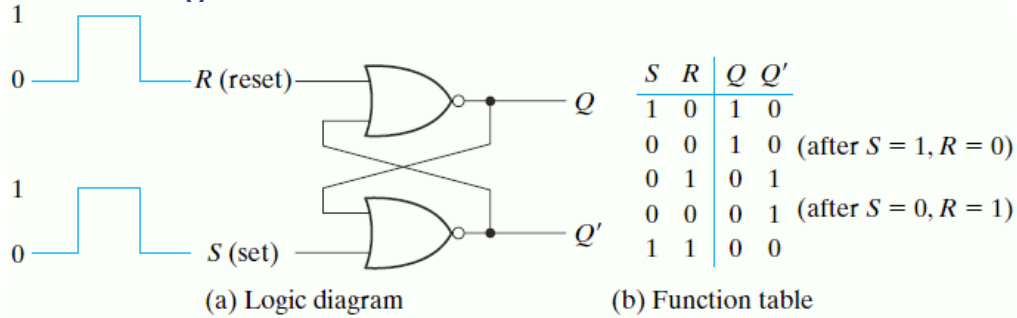 1
0
R (reset)
Q
1
0
S (set)
Q′
(a) Logic diagram
S R Q Q′
1 0 1 0
0 0 1 0 (after S = 1, R = 0)
0 1 0 1
0 0 0 1 (after S = 0, R = 1)
1 1 0 0
(b) Function table